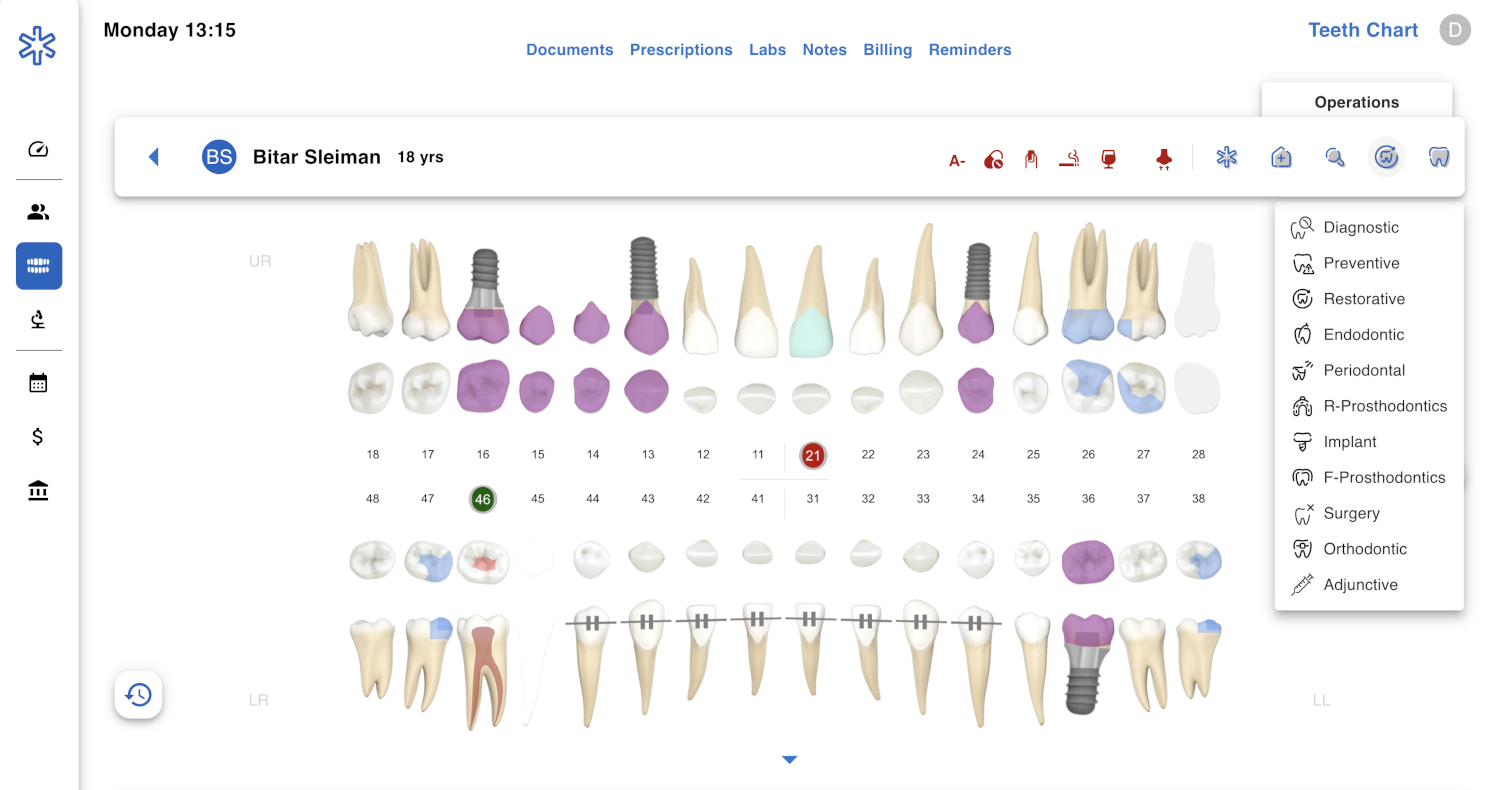 Monday 13:15
Documents Prescriptions Labs Notes Billing Reminders
Teeth Chart D
Operations
BS Bitar Sleiman 18 yrs
A-
UR
Diagnostic
Preventive
Restorative
Endodontic
Periodontal
R-Prosthodontics
Implant
F-Prosthodontics
Surgery
Orthodontic
Adjunctive
18 17 16 15 14 13 12 11 21 22 23 24 25 26 27 28
48 47 46 45 44 43 42 41 31 32 33 34 35 36 37 38
LR LL